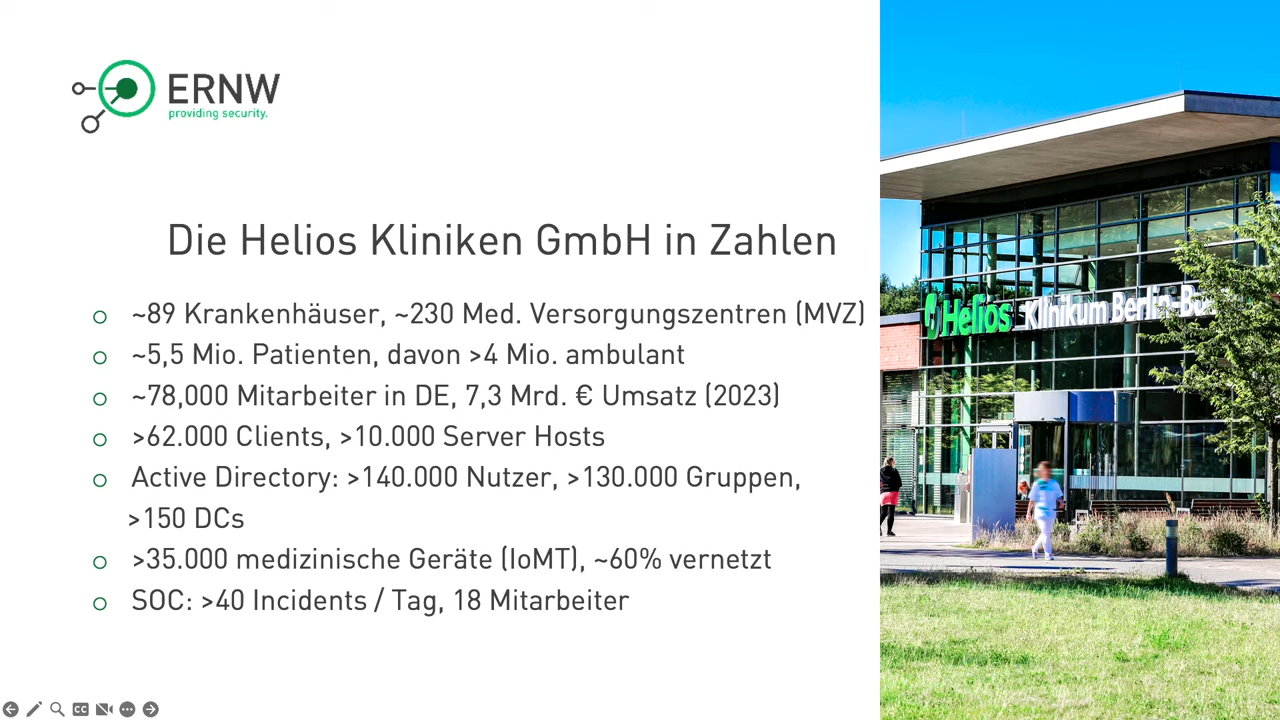 ERNW
providing security.
Die Helios Kliniken GmbH in Zahlen
~89 Krankenhäuser, ~230 Med. Versorgungszentren (MVZ)
~5,5 Mio. Patienten, davon >4 Mio. ambulant
~78,000 Mitarbeiter in DE, 7,3 Mrd. € Umsatz (2023)
>62.000 Clients, >10.000 Server Hosts
Active Directory: >140.000 Nutzer, >130.000 Gruppen,
>150 DCs
>35.000 medizinische Geräte (IoMT), ~60% vernetzt
SOC: >40 Incidents / Tag, 18 Mitarbeiter
Helios Klinikum Berlin-
CC